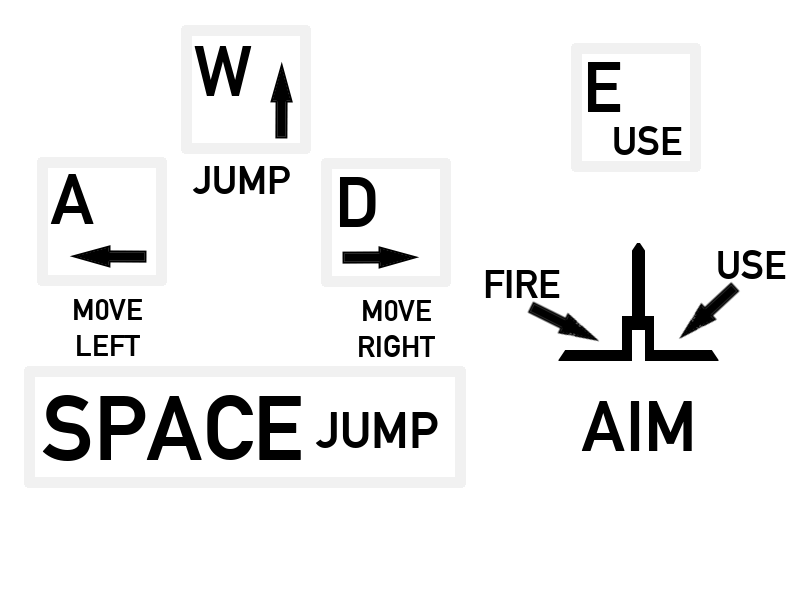 W
JUMP
A
MOVE
LEFT
D
MOVE
RIGHT
SPACE JUMP
E
USE
FIRE
USE
AIM